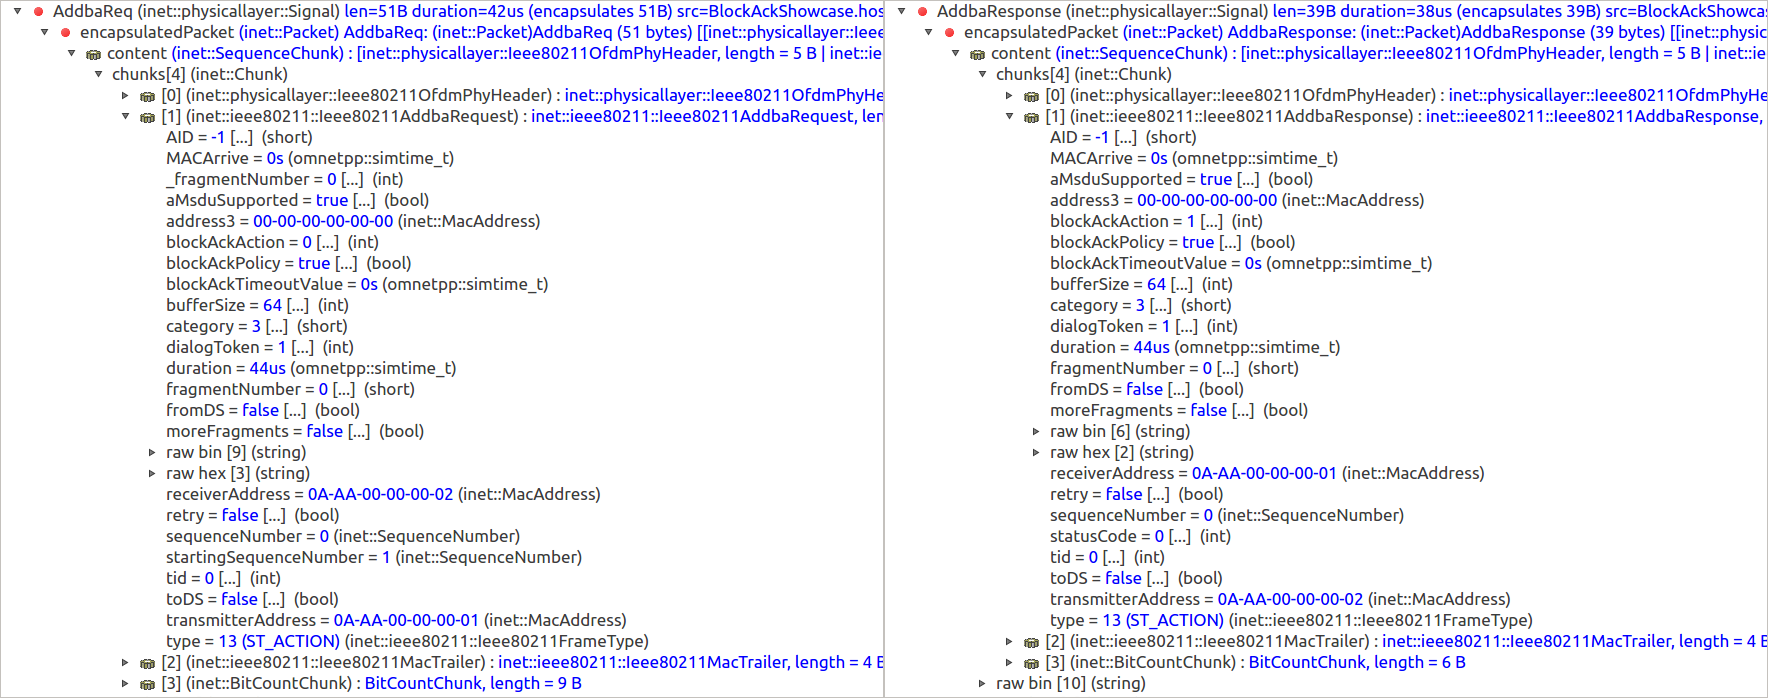 AddbaReq (inet::physicallayer::Signal) len=51B duration=42us (encapsulates 51B) src=BlockAckShowcase.hos
encapsulatedPacket (inet::Packet) AddbaReq: (inet::Packet)AddbaReq (51 bytes) [[inet::physicallayer::Ieee
content (inet::SequenceChunk) : [inet::physicallayer::Ieee80211OfdmPhyHeader, length = 5 B | inet::ie
chunks[4] (inet::Chunk)
[0] (inet::physicallayer::Ieee80211OfdmPhyHeader) : inet::physicallayer::Ieee80211OfdmPhyHe
[1] (inet::ieee80211::Ieee80211AddbaRequest) : inet::ieee80211::Ieee80211AddbaRequest, len
AID = -1 [...] (short)
MACArrive = 0s (omnetpp::simtime_t)
_fragmentNumber = 0 [...] (int)
aMsduSupported = true [...] (bool)
address3 = 00-00-00-00-00-00 (inet::MacAddress)
blockAckAction = 0 [...] (int)
blockAckPolicy = true [...] (bool)
blockAckTimeoutValue = 0s (omnetpp::simtime_t)
bufferSize = 64 [...] (int)
category = 3 [...] (short)
dialogToken = 1 [...] (int)
duration = 44us (omnetpp::simtime_t)
fragmentNumber = 0 [...] (short)
fromDS = false [...] (bool)
moreFragments = false [...] (bool)
raw bin [9] (string)
raw hex [3] (string)
receiverAddress = 0A-AA-00-00-00-02 (inet::MacAddress)
retry = false [...] (bool)
sequenceNumber = 0 (inet::SequenceNumber)
startingSequenceNumber = 1 (inet::SequenceNumber)
tid = 0 [...] (int)
toDS = false [...] (bool)
transmitterAddress = 0A-AA-00-00-00-01 (inet::MacAddress)
type = 13 (ST_ACTION) (inet::ieee80211::Ieee80211FrameType)
[2] (inet::ieee80211::Ieee80211MacTrailer) : inet::ieee80211::Ieee80211MacTrailer, length = 4 B
[3] (inet::BitCountChunk) : BitCountChunk, length = 9 B
AddbaResponse (inet::physicallayer::Signal) len=39B duration=38us (encapsulates 39B) src=BlockAckShowca
encapsulatedPacket (inet::Packet) AddbaResponse: (inet::Packet)AddbaResponse (39 bytes) [[inet::physic
content (inet::SequenceChunk) : [inet::physicallayer::Ieee80211OfdmPhyHeader, length = 5 B | inet::ie
chunks[4] (inet::Chunk)
[0] (inet::physicallayer::Ieee80211OfdmPhyHeader) : inet::physicallayer::Ieee80211OfdmPhyHe
[1] (inet::ieee80211::Ieee80211AddbaResponse) : inet::ieee80211::Ieee80211AddbaResponse,
AID = -1 [...] (short)
MACArrive = 0s (omnetpp::simtime_t)
aMsduSupported = true [...] (bool)
address3 = 00-00-00-00-00-00 (inet::MacAddress)
blockAckAction = 1 [...] (int)
blockAckPolicy = true [...] (bool)
blockAckTimeoutValue = 0s (omnetpp::simtime_t)
bufferSize = 64 [...] (int)
category = 3 [...] (short)
dialogToken = 1 [...] (int)
duration = 44us (omnetpp::simtime_t)
fragmentNumber = 0 [...] (short)
fromDS = false [...] (bool)
moreFragments = false [...] (bool)
raw bin [6] (string)
raw hex [2] (string)
receiverAddress = 0A-AA-00-00-00-01 (inet::MacAddress)
retry = false [...] (bool)
sequenceNumber = 0 (inet::SequenceNumber)
statusCode = 0 [...] (int)
tid = 0 [...] (int)
toDS = false [...] (bool)
transmitterAddress = 0A-AA-00-00-00-02 (inet::MacAddress)
type = 13 (ST_ACTION) (inet::ieee80211::Ieee80211FrameType)
[2] (inet::ieee80211::Ieee80211MacTrailer) : inet::ieee80211::Ieee80211MacTrailer, length = 4 B
[3] (inet::BitCountChunk) : BitCountChunk, length = 6 B
raw bin [10] (string)